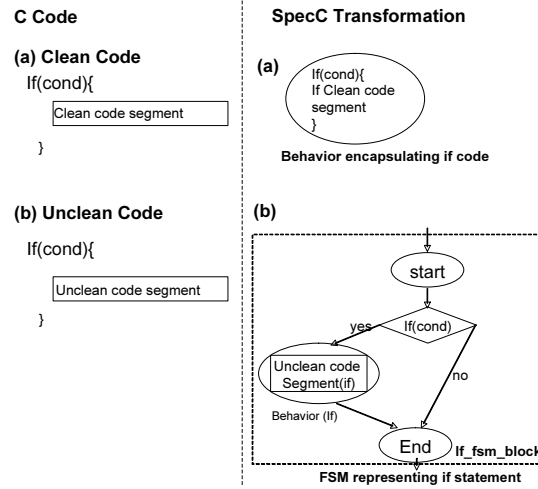 C Code
SpecC Transformation
(a) Clean Code
If(cond){
Clean code segment
}
(a)
If(cond){
If Clean code
segment
}
Behavior encapsulating if code
(b) Unclean Code
If(cond){
Unclean code segment
}
(b)
start
If(cond)
yes
no
Unclean code
Segment(if)
Behavior (If)
End
If_fsm_block
FSM representing if statement